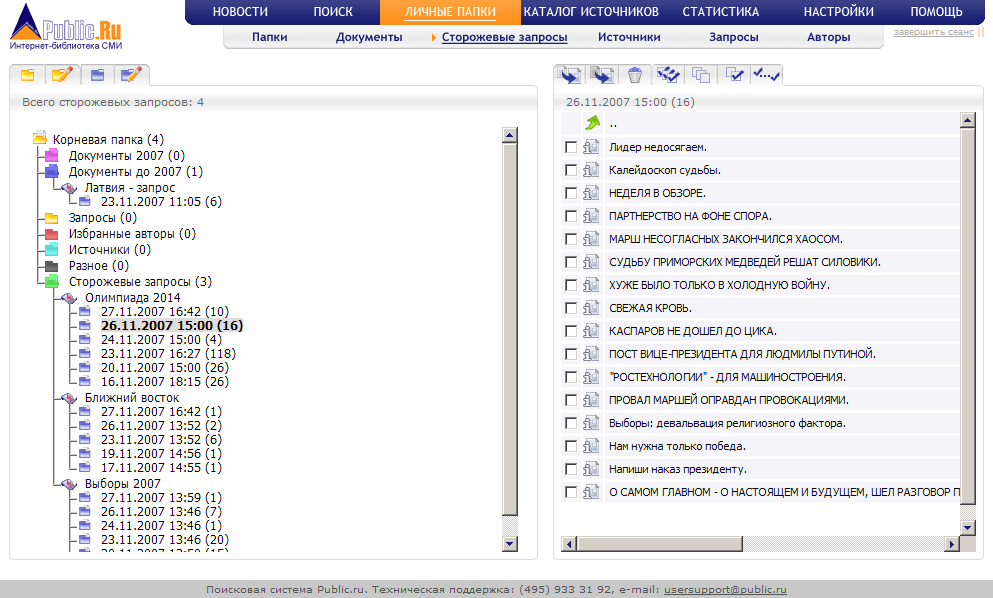 Public.Ru
Интернет-библиотека СМИ
НОВОСТИ ПОИСК ЛИЧНЫЕ ПАПКИ КАТАЛОГ ИСТОЧНИКОВ СТАТИСТИКА НАСТРОЙКИ ПОМОЩЬ
Папки Документы Сторожевые запросы Источники Запросы Авторы
завершить сеанс
Всего сторожевых запросов: 4
Корневая папка (4)
Документы 2007 (0)
Документы до 2007 (1)
Латвия - запрос
23.11.2007 11:05 (6)
Запросы (0)
Избранные авторы (0)
Источники (0)
Разное (0)
Сторожевые запросы (3)
Олимпиада 2014
27.11.2007 16:42 (10)
26.11.2007 15:00 (16)
24.11.2007 15:00 (4)
23.11.2007 16:27 (118)
20.11.2007 15:00 (26)
16.11.2007 18:15 (26)
Ближний восток
27.11.2007 16:42 (1)
26.11.2007 13:52 (2)
23.11.2007 13:52 (6)
19.11.2007 14:56 (1)
17.11.2007 14:55 (1)
Выборы 2007
27.11.2007 13:59 (1)
26.11.2007 13:46 (7)
24.11.2007 13:46 (1)
23.11.2007 13:46 (20)
26.11.2007 15:00 (16)
..
Лидер недосягаем.
Калейдоскоп судьбы.
НЕДЕЛЯ В ОБЗОРЕ.
ПАРТНЕРСТВО НА ФОНЕ СПОРА.
МАРШ НЕСОГЛАСНЫХ ЗАКОНЧИЛСЯ ХАОСОМ.
СУДЬБУ ПРИМОРСКИХ МЕДВЕДЕЙ РЕШАТ СИЛОВИКИ.
ХУЖЕ БЫЛО ТОЛЬКО В ХОЛОДНУЮ ВОЙНУ.
СВЕЖАЯ КРОВЬ.
КАСПАРОВ НЕ ДОШЕЛ ДО ЦИКА.
ПОСТ ВИЦЕ-ПРЕЗИДЕНТА ДЛЯ ЛЮДМИЛЫ ПУТИНОЙ.
"РОСТЕХНОЛОГИИ" - ДЛЯ МАШИНОСТРОЕНИЯ.
ПРОВАЛ МАРШЕЙ ОПРАВДАН ПРОВОКАЦИЯМИ.
Выборы: девальвация религиозного фактора.
Нам нужна только победа.
Напиши наказ президенту.
О САМОМ ГЛАВНОМ - О НАСТОЯЩЕМ И БУДУЩЕМ, ШЕЛ РАЗГОВОР П
Поисковая система Public.ru. Техническая поддержка: (495) 933 31 92, e-mail: usersupport@public.ru